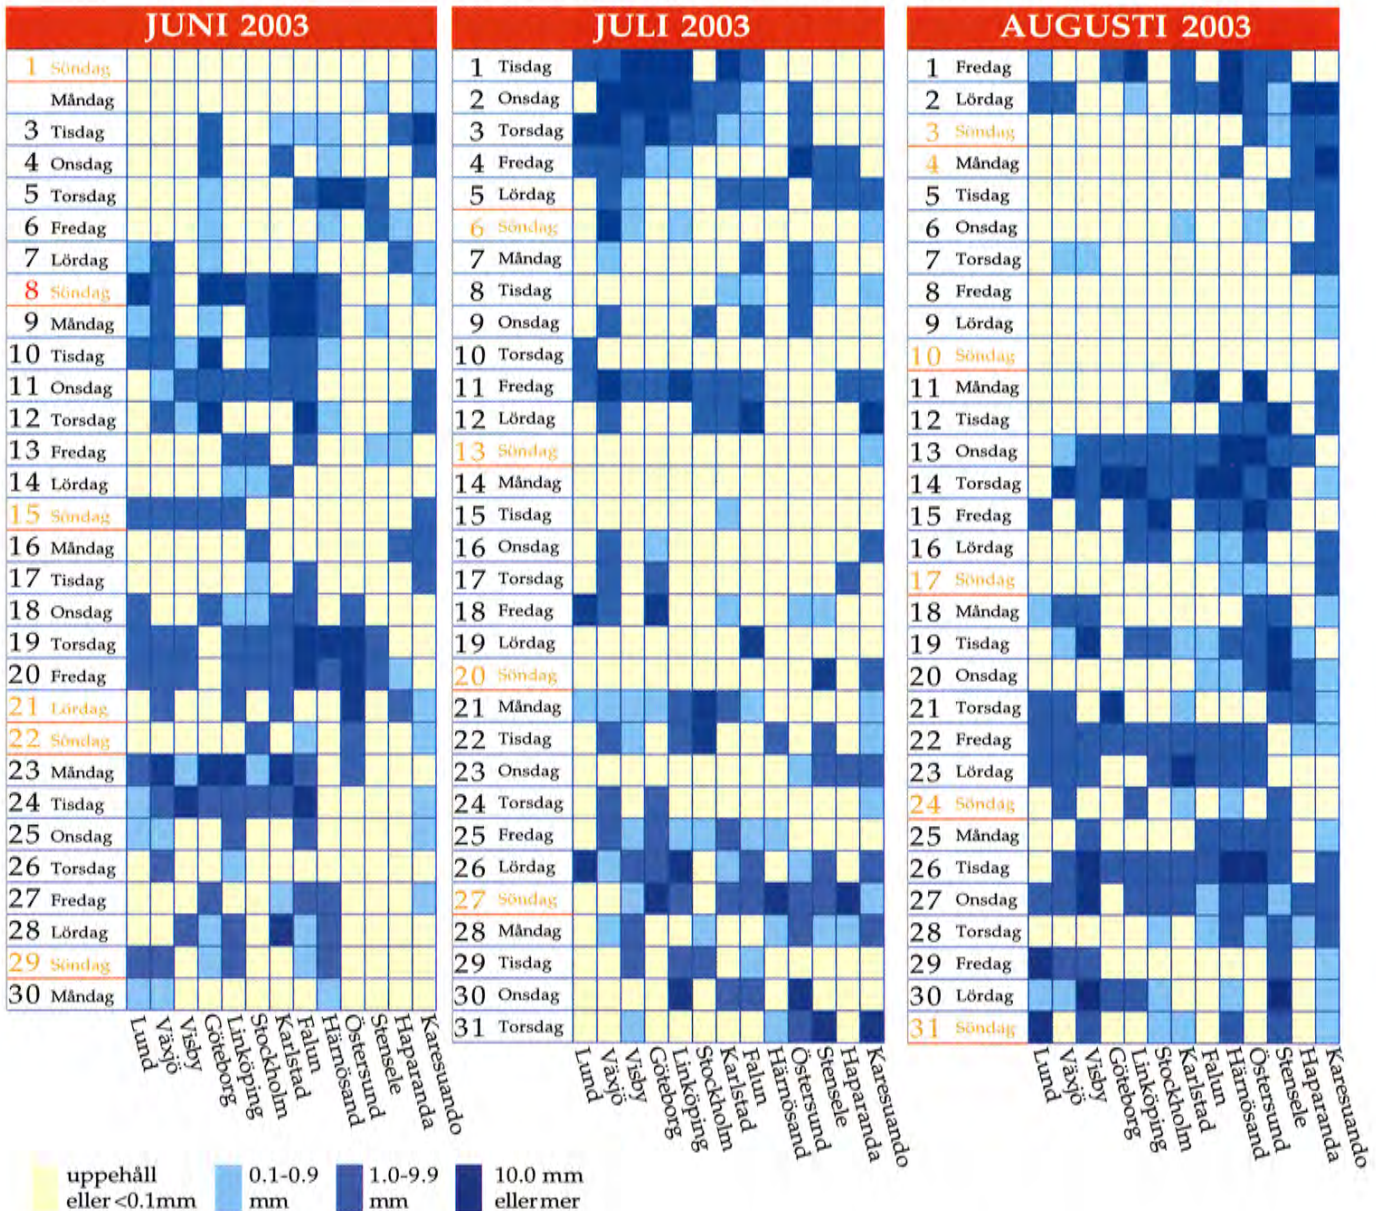 JUNI 2003
1 Söndag
Måndag
3 Tisdag
4 Onsdag
5 Torsdag
6 Fredag
7 Lördag
8 Söndag
9 Måndag
10 Tisdag
11 Onsdag
12 Torsdag
13 Fredag
14 Lördag
15 Söndag
16 Måndag
17 Tisdag
18 Onsdag
19 Torsdag
20 Fredag
21 Lördag
22 Söndag
23 Måndag
24 Tisdag
25 Onsdag
26 Torsdag
27 Fredag
28 Lördag
29 Söndag
30 Måndag
Lund
Växjö
Visby
Göteborg
Linköping
Stockholm
Karlstad
Falun
Härnösand
Östersund
Stensele
Haparanda
Karesuando
JULI 2003
1 Tisdag
2 Onsdag
3 Torsdag
4 Fredag
5 Lördag
6 Söndag
7 Måndag
8 Tisdag
9 Onsdag
10 Torsdag
11 Fredag
12 Lördag
13 Söndag
14 Måndag
15 Tisdag
16 Onsdag
17 Torsdag
18 Fredag
19 Lördag
20 Söndag
21 Måndag
22 Tisdag
23 Onsdag
24 Torsdag
25 Fredag
26 Lördag
27 Söndag
28 Måndag
29 Tisdag
30 Onsdag
31 Torsdag
Lund
Växjö
Visby
Göteborg
Linköping
Stockholm
Karlstad
Falun
Härnösand
Östersund
Stensele
Haparanda
Karesuando
AUGUSTI 2003
1 Fredag
2 Lördag
3 Söndag
4 Måndag
5 Tisdag
6 Onsdag
7 Torsdag
8 Fredag
9 Lördag
10 Söndag
11 Måndag
12 Tisdag
13 Onsdag
14 Torsdag
15 Fredag
16 Lördag
17 Söndag
18 Måndag
19 Tisdag
20 Onsdag
21 Torsdag
22 Fredag
23 Lördag
24 Söndag
25 Måndag
26 Tisdag
27 Onsdag
28 Torsdag
29 Fredag
30 Lördag
31 Söndag
Lund
Växjö
Visby
Göteborg
Linköping
Stockholm
Karlstad
Falun
Härnösand
Östersund
Stensele
Haparanda
Karesuando
uppehåll
eller <0.1mm
0.1-0.9
mm
1.0-9.9
mm
10.0 mm
eller mer